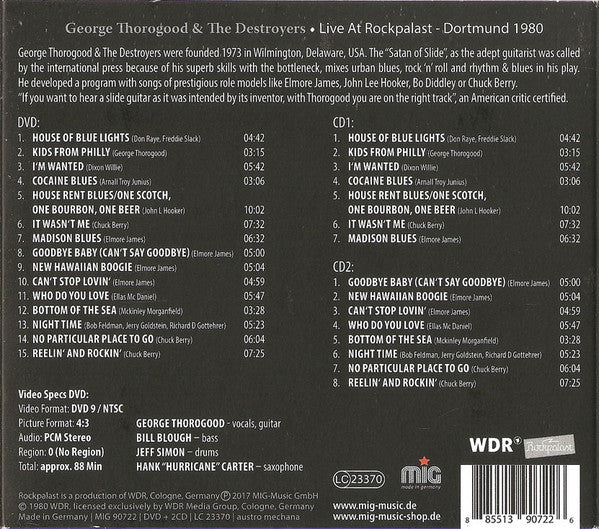 George Thorogood & The Destroyers • Live At Rockpalast - Dortmund 1980
George Thorogood & The Destroyers were founded 1973 in Wilmington, Delaware, USA. The "Satan of Slide", as the adept guitarist was called
by the international press because of his superb skills with the bottleneck, mixes urban blues, rock 'n' roll and rhythm & blues in his play.
He developed a program with songs of prestigious role models like Elmore James, John Lee Hooker, Bo Diddley or Chuck Berry.
"If you want to hear a slide guitar as it was intended by its inventor, with Thorogood you are on the right track", an American critic certified.
DVD:
1. HOUSE OF BLUE LIGHTS (Don Raye, Freddie Slack) 04:42
2. KIDS FROM PHILLY (George Thorogood) 03:15
3. I'M WANTED (Dixon Willie) 05:42
4. COCAINE BLUES (Arnall Troy Junius) 03:06
5. HOUSE RENT BLUES/ONE SCOTCH,
ONE BOURBON, ONE BEER (John L Hooker) 10:02
6. IT WASN'T ME (Chuck Berry) 07:32
7. MADISON BLUES (Elmore James) 06:32
8. GOODBYE BABY (CAN'T SAY GOODBYE) (Elmore James) 05:00
9. NEW HAWAIIAN BOOGIE (Elmore James) 05:04
10. CAN'T STOP LOVIN' (Elmore James) 04:04
11. WHO DO YOU LOVE (Ellas Mc Daniel) 05:47
12. BOTTOM OF THE SEA (Mckinley Morganfield) 03:28
13. NIGHT TIME (Bob Feldman, Jerry Goldstein, Richard D Gottehrer) 05:23
14. NO PARTICULAR PLACE TO GO (Chuck Berry) 06:04
15. REELIN' AND ROCKIN' (Chuck Berry) 07:25
CD1:
1. HOUSE OF BLUE LIGHTS (Don Raye, Freddie Slack) 04:42
2. KIDS FROM PHILLY (George Thorogood) 03:15
3. I'M WANTED (Dixon Willie) 05:42
4. COCAINE BLUES (Arnall Troy Junius) 03:06
5. HOUSE RENT BLUES/ONE SCOTCH,
ONE BOURBON, ONE BEER (John L Hooker) 10:02
6. IT WASN'T ME (Chuck Berry) 07:32
7. MADISON BLUES (Elmore James) 06:32
CD2:
1. GOODBYE BABY (CAN'T SAY GOODBYE) (Elmore James) 05:00
2. NEW HAWAIIAN BOOGIE (Elmore James) 05:04
3. CAN'T STOP LOVIN' (Elmore James) 04:04
4. WHO DO YOU LOVE (Ellas Mc Daniel) 05:47
5. BOTTOM OF THE SEA (Mckinley Morganfield) 03:28
6. NIGHT TIME (Bob Feldman, Jerry Goldstein, Richard D Gottehrer) 05:23
7. NO PARTICULAR PLACE TO GO (Chuck Berry) 06:04
8. REELIN' AND ROCKIN' (Chuck Berry) 07:25
Video Specs DVD:
Video Format: DVD 9 / NTSC
Picture Format: 4:3
Audio: PCM Stereo
Region: 0 (No Region)
Total: approx. 88 Min
GEORGE THOROGOOD - vocals, guitar
BILL BLOUGH - bass
JEFF SIMON - drums
HANK "HURRICANE" CARTER - saxophone
WDR
Rockpalast
LC 23370
mig
made in germany
www.mig-music.de
www.mig-music-shop.de
8 85513 90722 6
Rockpalast is a production of WDR, Cologne, Germany Ⓟ 2017 MIG-Music GmbH
© 1980 WDR, licensed exclusively by WDR Media Group, Cologne, Germany
Made in Germany | MIG 90722 | DVD + 2CD | LC 23370 | austro mechana